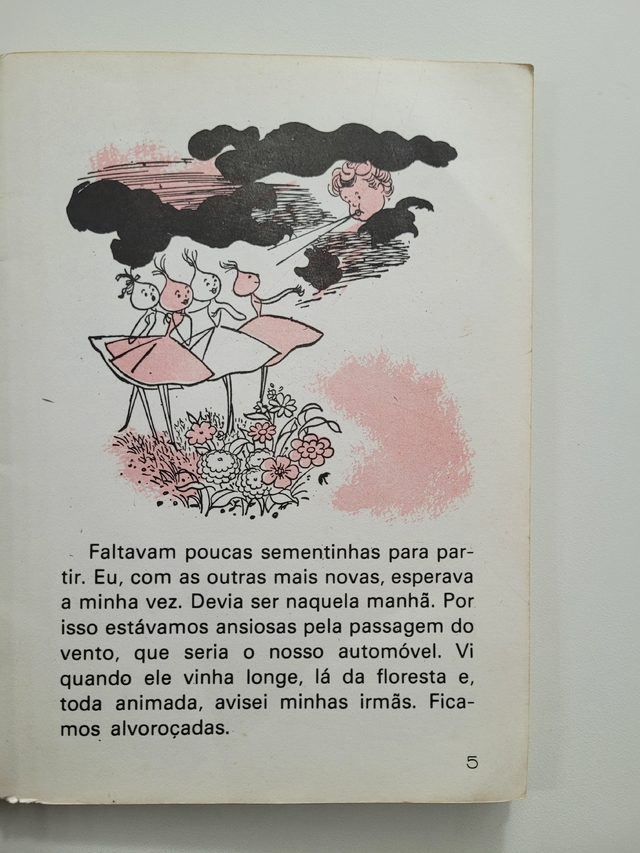 Faltavam poucas sementinhas para par-
tir. Eu, com as outras mais novas, esperava
a minha vez. Devia ser naquela manhã. Por
isso estávamos ansiosas pela passagem do
vento, que seria o nosso automóvel. Vi
quando ele vinha longe, lá da floresta e,
toda animada, avisei minhas irmãs. Fica-
mos alvoroçadas.
5